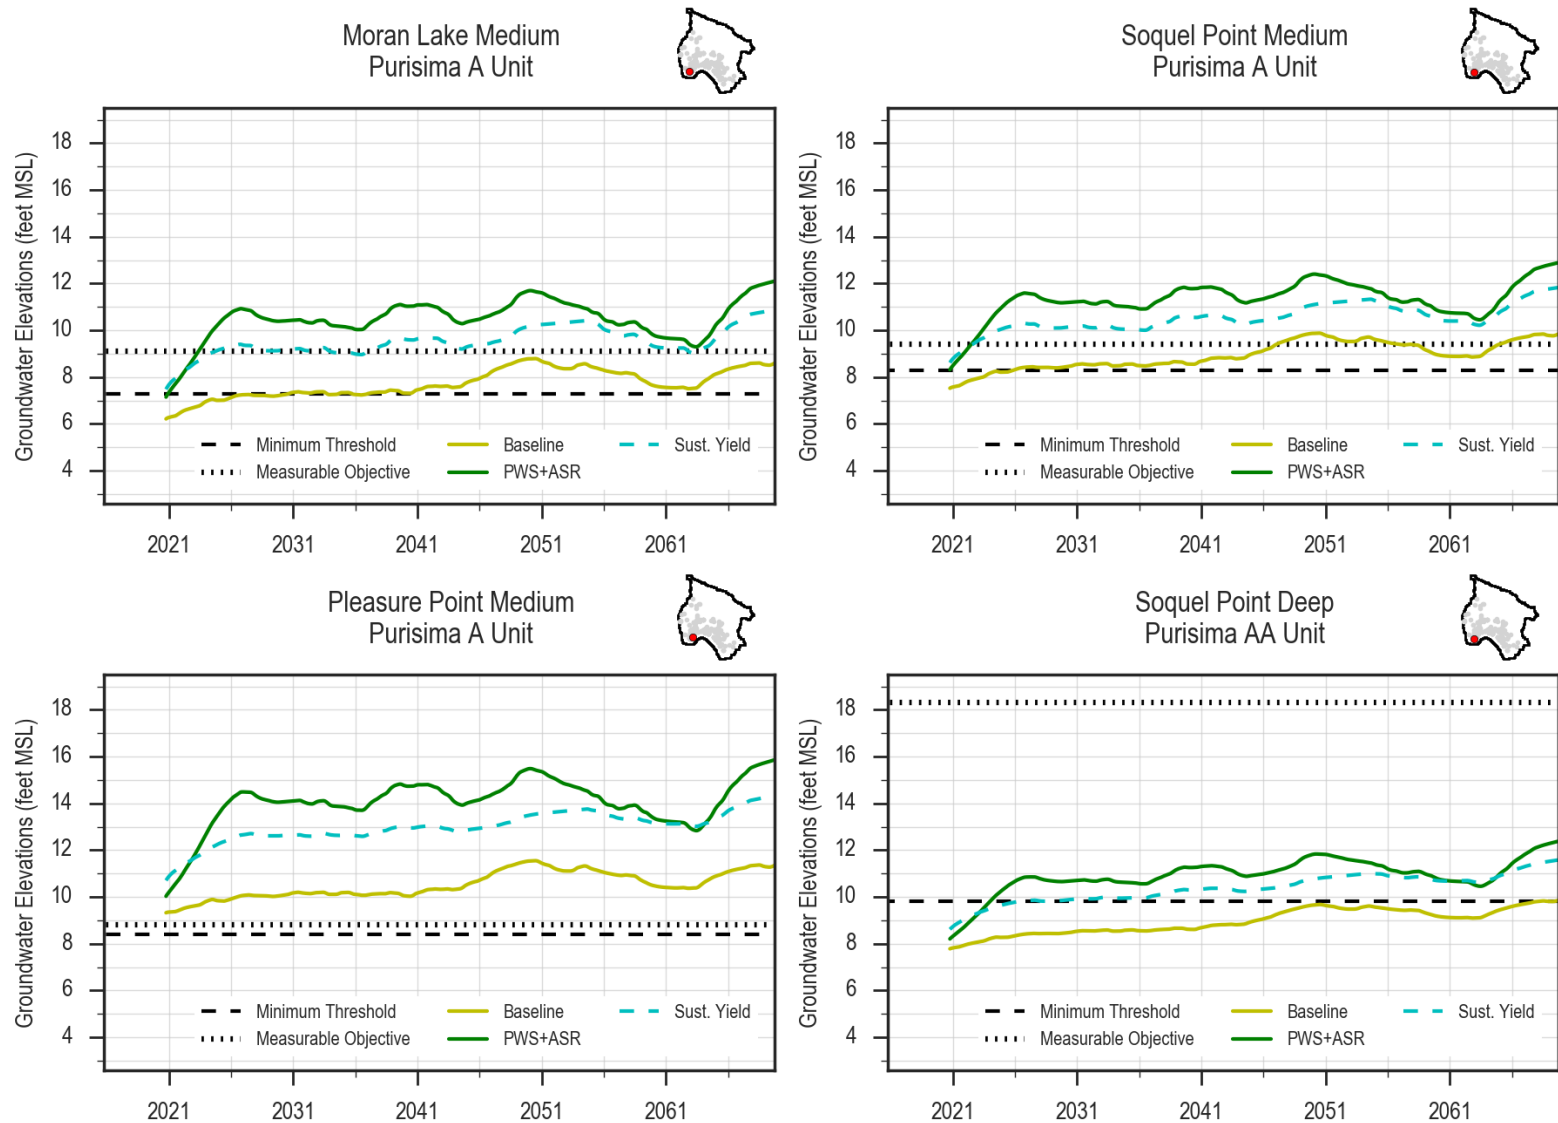 Moran Lake Medium
Purisima A Unit
Groundwater Elevations (feet MSL)
18
16
14
12
10
8
6
4
Minimum Threshold
Measurable Objective
Baseline
PWS+ASR
Sust. Yield
2021 2031 2041 2051 2061
Soquel Point Medium
Purisima A Unit
Groundwater Elevations (feet MSL)
18
16
14
12
10
8
6
4
Minimum Threshold
Measurable Objective
Baseline
PWS+ASR
Sust. Yield
2021 2031 2041 2051 2061
Pleasure Point Medium
Purisima A Unit
Groundwater Elevations (feet MSL)
18
16
14
12
10
8
6
4
Minimum Threshold
Measurable Objective
Baseline
PWS+ASR
Sust. Yield
2021 2031 2041 2051 2061
Soquel Point Deep
Purisima AA Unit
Groundwater Elevations (feet MSL)
18
16
14
12
10
8
6
4
Minimum Threshold
Measurable Objective
Baseline
PWS+ASR
Sust. Yield
2021 2031 2041 2051 2061